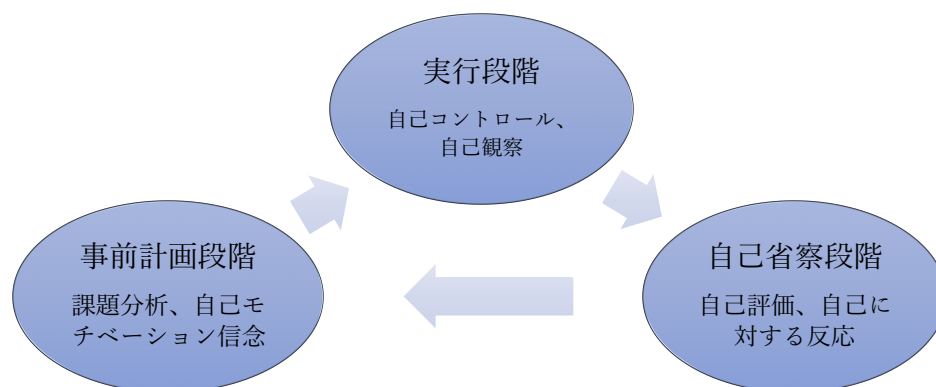 実行段階
自己コントロール、
自己観察
事前計画段階
課題分析、自己モ
チベーション信念
自己省察段階
自己評価、自己に
対する反応